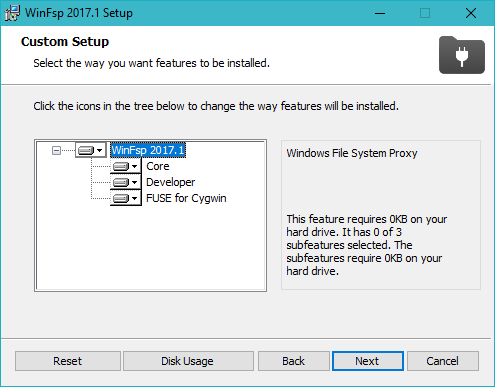 WinFsp 2017.1 Setup
Custom Setup
Select the way you want features to be installed.
Click the icons in the tree below to change the way features will be installed.
WinFsp 2017.1
Core
Developer
FUSE for Cygwin
Windows File System Proxy
This feature requires 0KB on your
hard drive. It has 0 of 3
subfeatures selected. The
subfeatures require 0KB on your
hard drive.
Reset
Disk Usage
Back
Next
Cancel